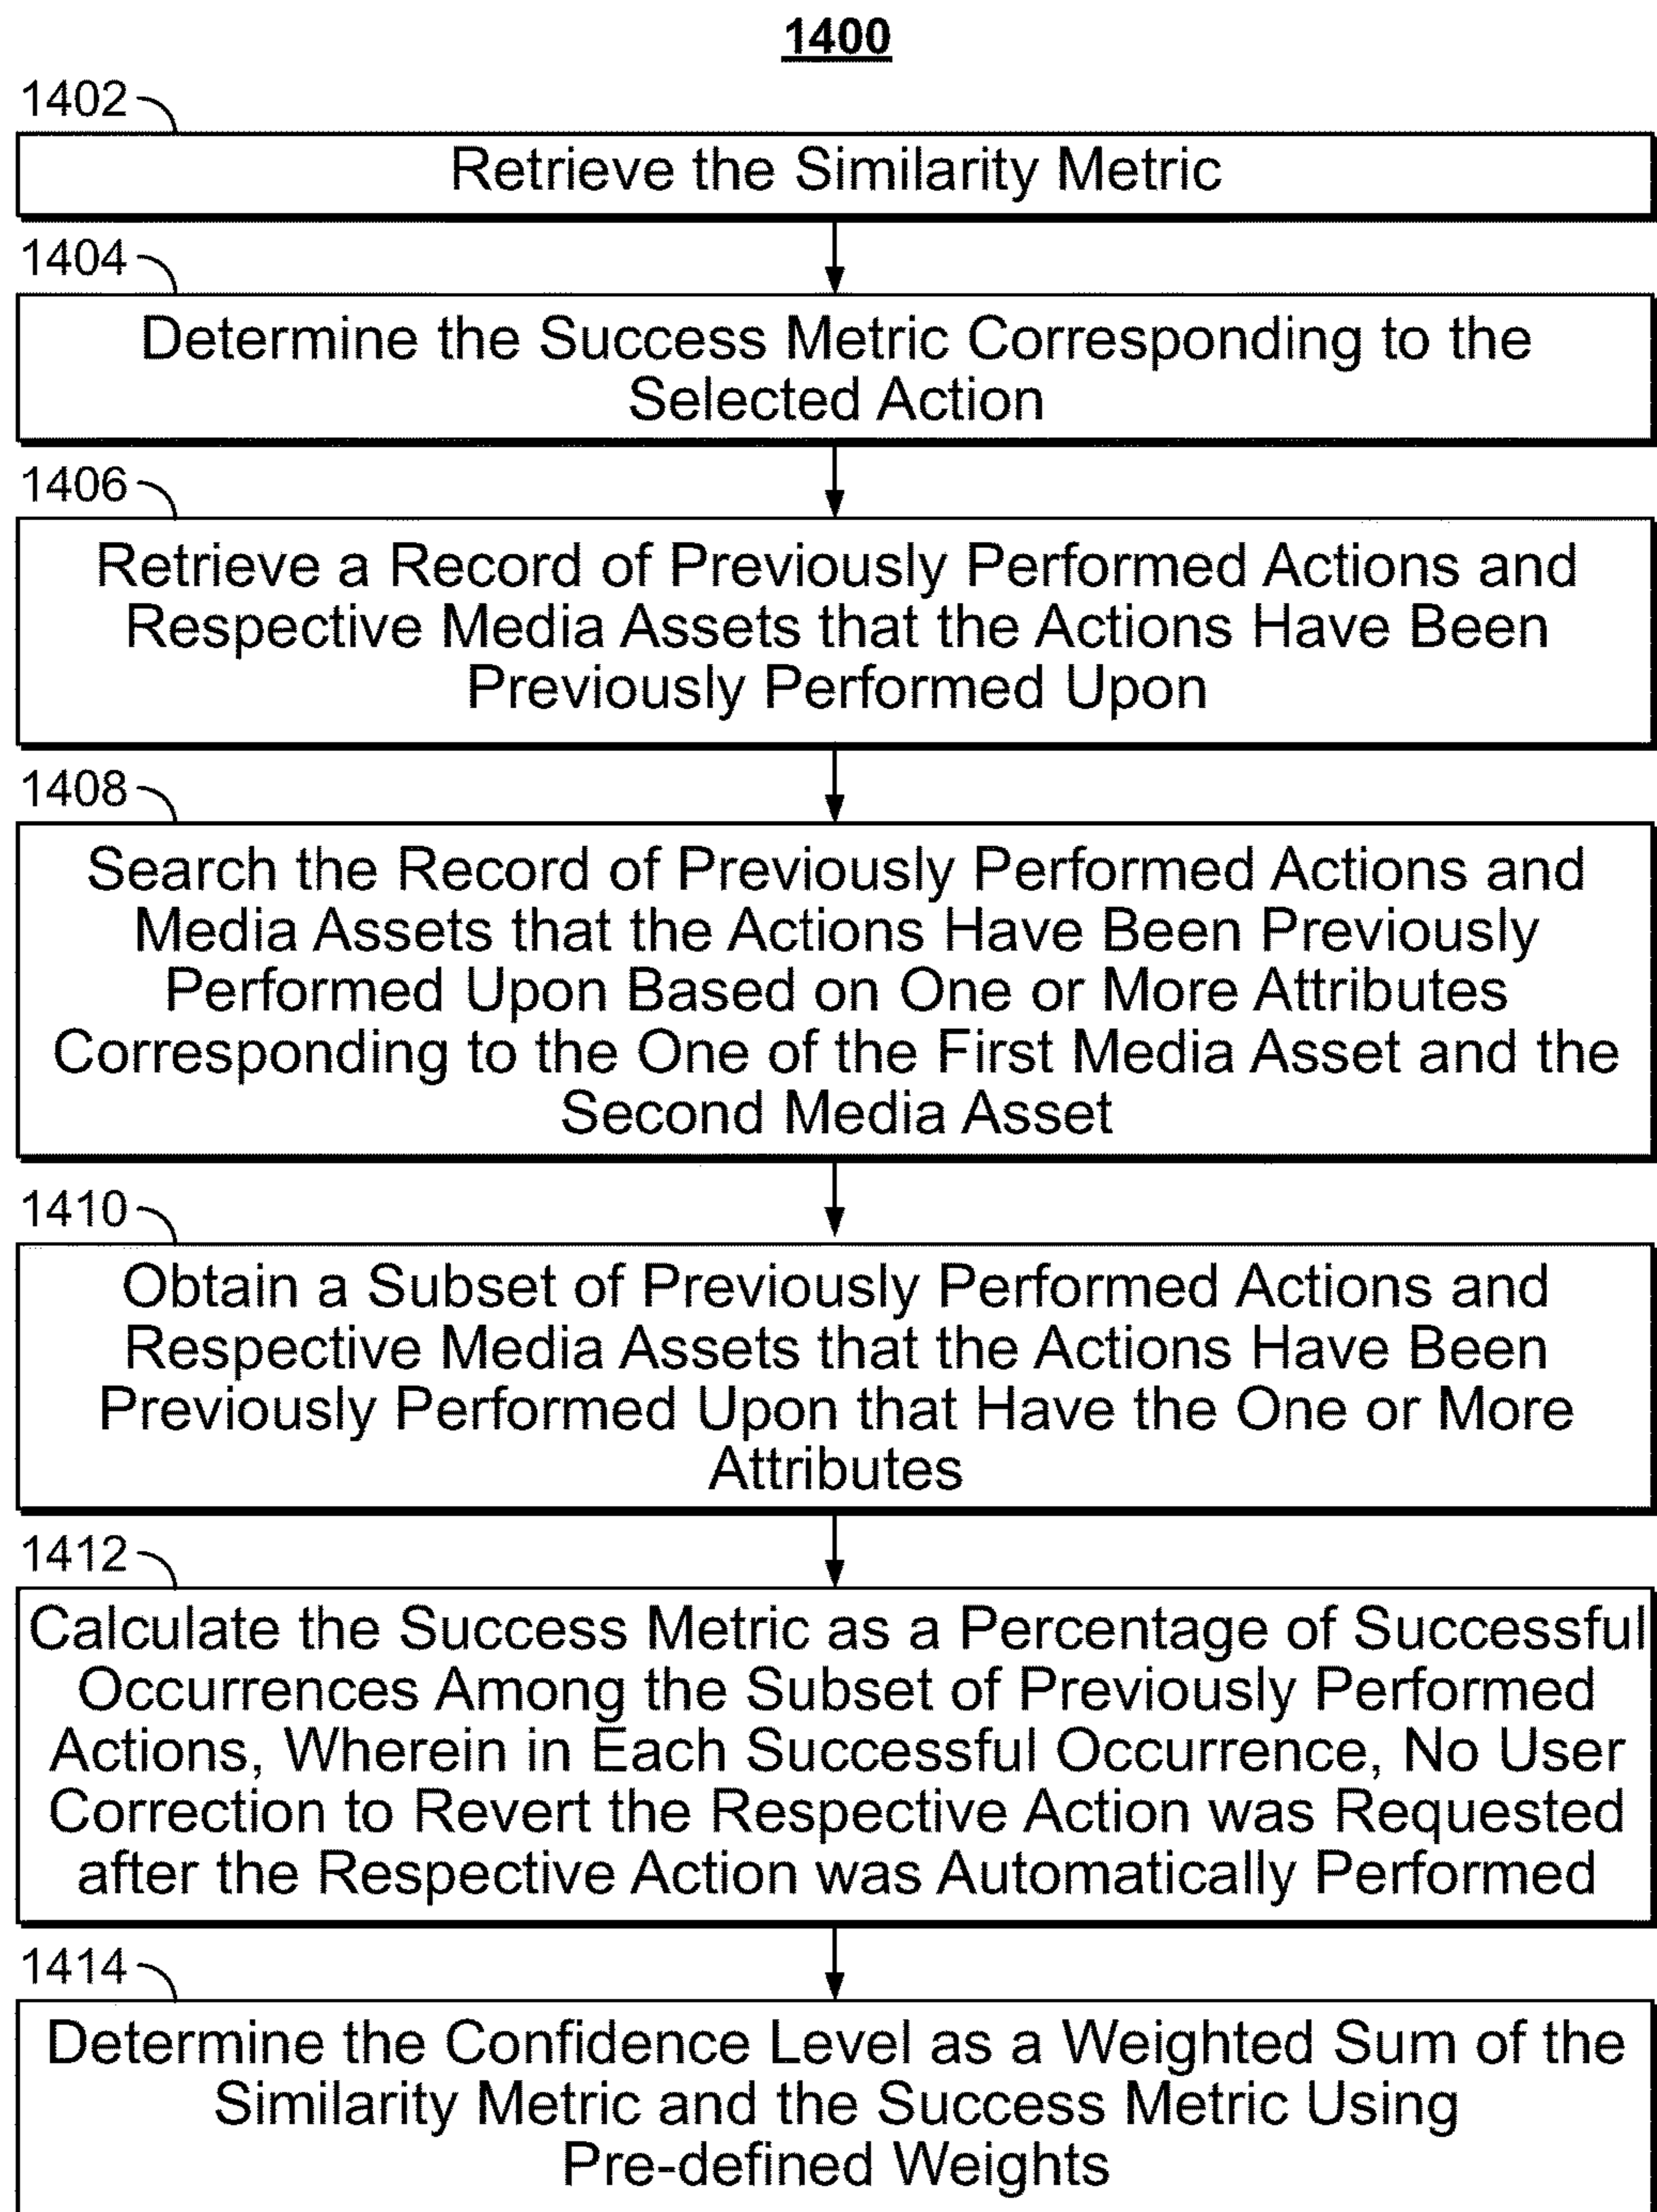 1400
1402
Retrieve the Similarity Metric
1404
Determine the Success Metric Corresponding to the
Selected Action
1406
Retrieve a Record of Previously Performed Actions and
Respective Media Assets that the Actions Have Been
Previously Performed Upon
1408
Search the Record of Previously Performed Actions and
Media Assets that the Actions Have Been Previously
Performed Upon Based on One or More Attributes
Corresponding to the One of the First Media Asset and the
Second Media Asset
1410
Obtain a Subset of Previously Performed Actions and
Respective Media Assets that the Actions Have Been
Previously Performed Upon that Have the One or More
Attributes
1412
Calculate the Success Metric as a Percentage of Successful
Occurrences Among the Subset of Previously Performed
Actions, Wherein in Each Successful Occurrence, No User
Correction to Revert the Respective Action was Requested
after the Respective Action was Automatically Performed
1414
Determine the Confidence Level as a Weighted Sum of the
Similarity Metric and the Success Metric Using
Pre-defined Weights